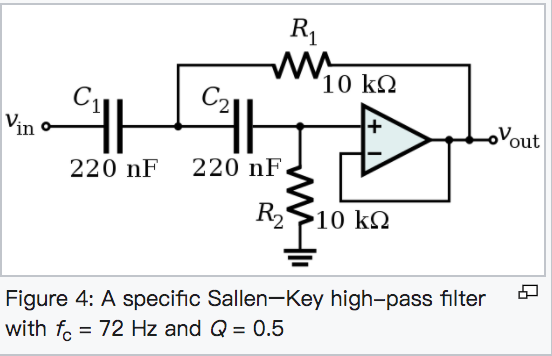 R1
10 kΩ
C1
C2
vin
+
−
vout
220 nF
220 nF
R2
10 kΩ
Figure 4: A specific Sallen–Key high-pass filter
with fc = 72 Hz and Q = 0.5